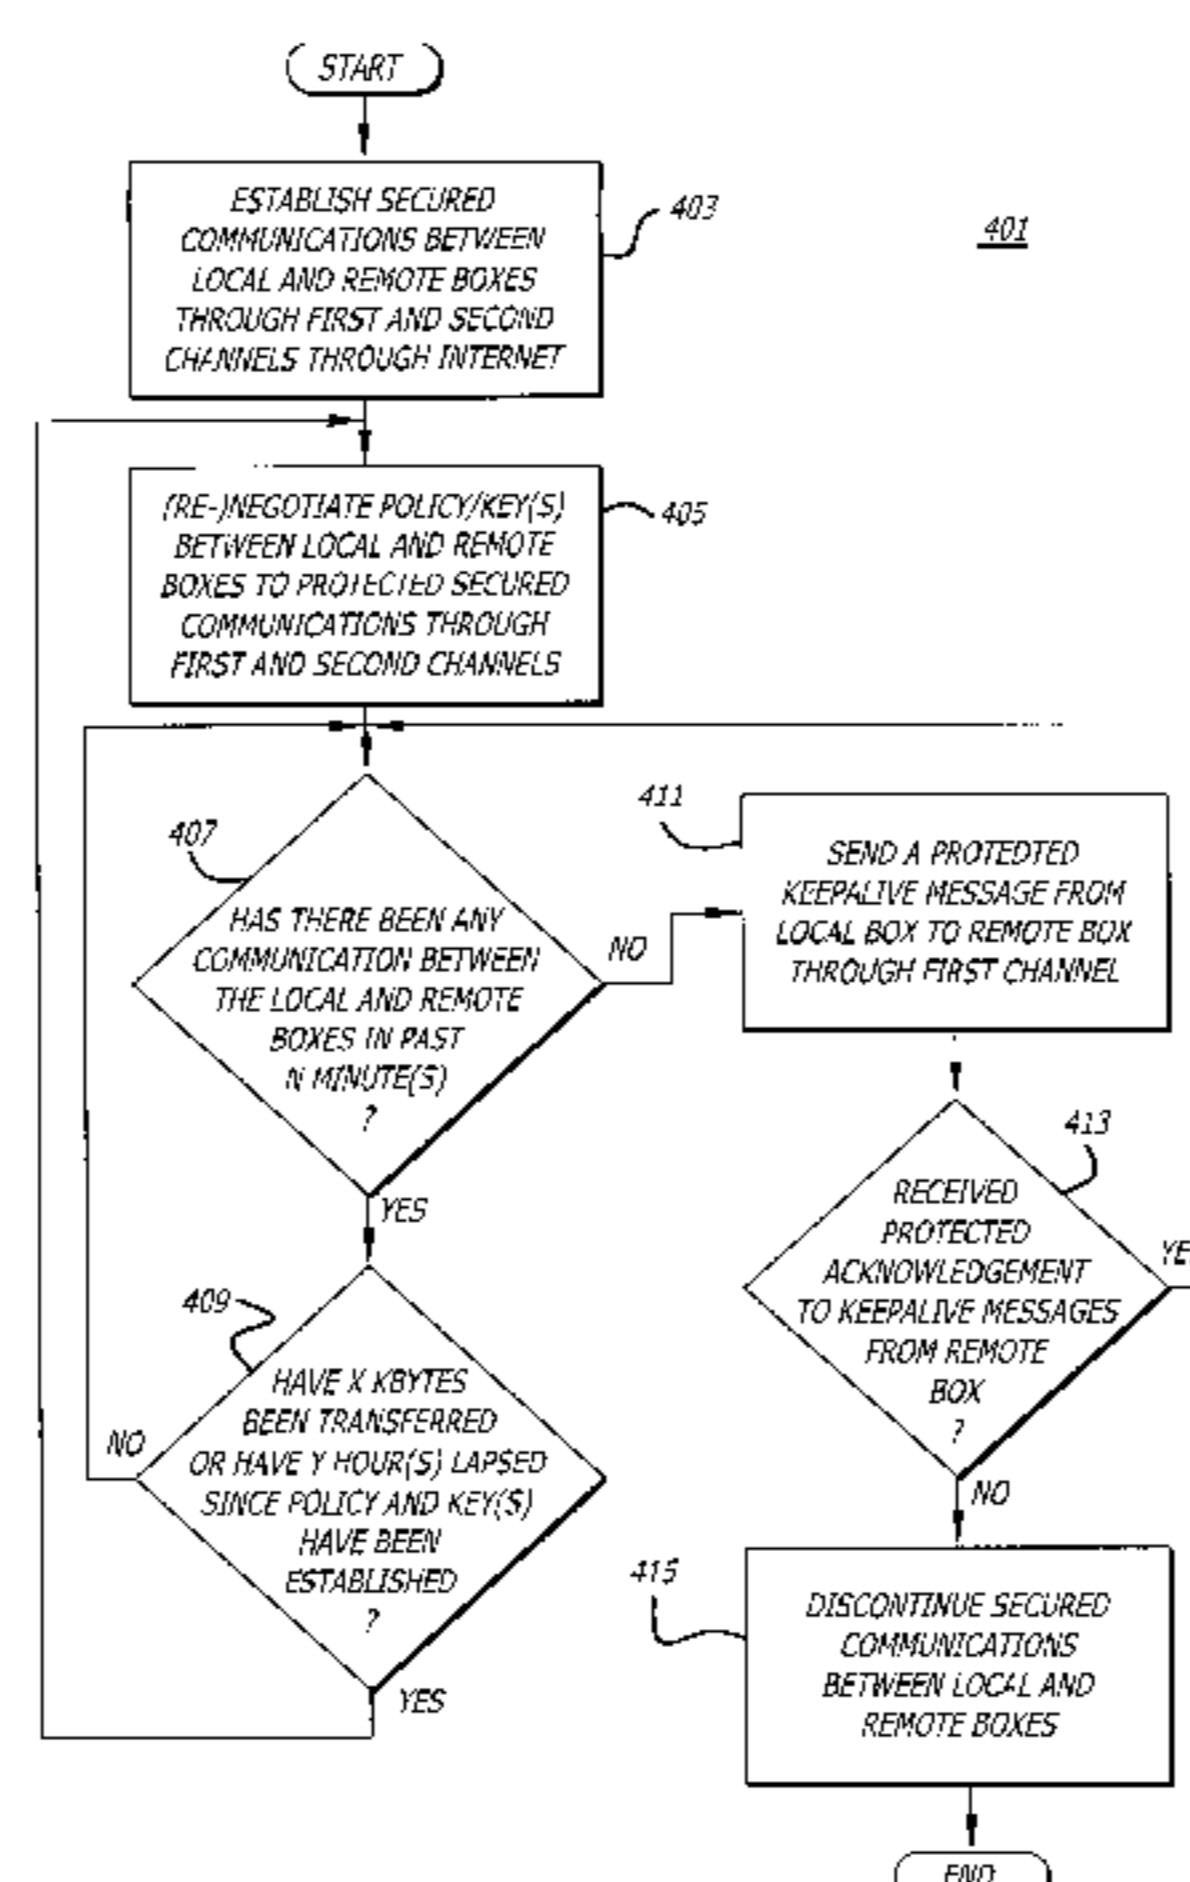 START
ESTABLISH SECURED
COMMUNICATIONS BETWEEN
LOCAL AND REMOTE BOXES
THROUGH FIRST AND SECOND
CHANNELS THROUGH INTERNET
403
401
(RE-)NEGOTIATE POLICY/KEY(S)
BETWEEN LOCAL AND REMOTE
BOXES TO PROTECTED SECURED
COMMUNICATIONS THROUGH
FIRST AND SECOND CHANNELS
405
407
HAS THERE BEEN ANY
COMMUNICATION BETWEEN
THE LOCAL AND REMOTE
BOXES IN PAST
N MINUTE(S)
?
NO
YES
411
SEND A PROTEDTED
KEEPALIVE MESSAGE FROM
LOCAL BOX TO REMOTE BOX
THROUGH FIRST CHANNEL
413
RECEIVED
PROTECTED
ACKNOWLEDGEMENT
TO KEEPALIVE MESSAGES
FROM REMOTE
BOX
?
YE
NO
409
HAVE X KBYTES
BEEN TRANSFERRED
OR HAVE Y HOUR(S) LAPSED
SINCE POLICY AND KEY(S)
HAVE BEEN
ESTABLISHED
?
NO
YES
415
DISCONTINUE SECURED
COMMUNICATIONS
BETWEEN LOCAL AND
REMOTE BOXES
END